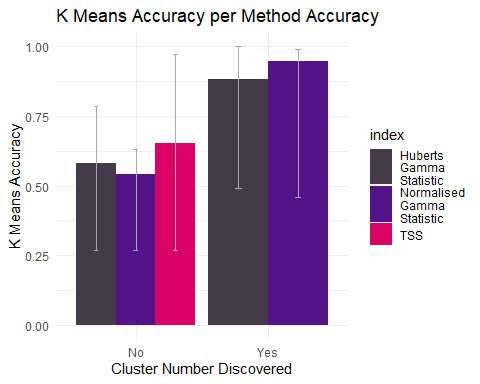 K Means Accuracy per Method Accuracy
1.00
0.75
0.50
0.25
0.00
K Means Accuracy
No
Yes
Cluster Number Discovered
index
Huberts
Gamma
Statistic
Normalised
Gamma
Statistic
TSS